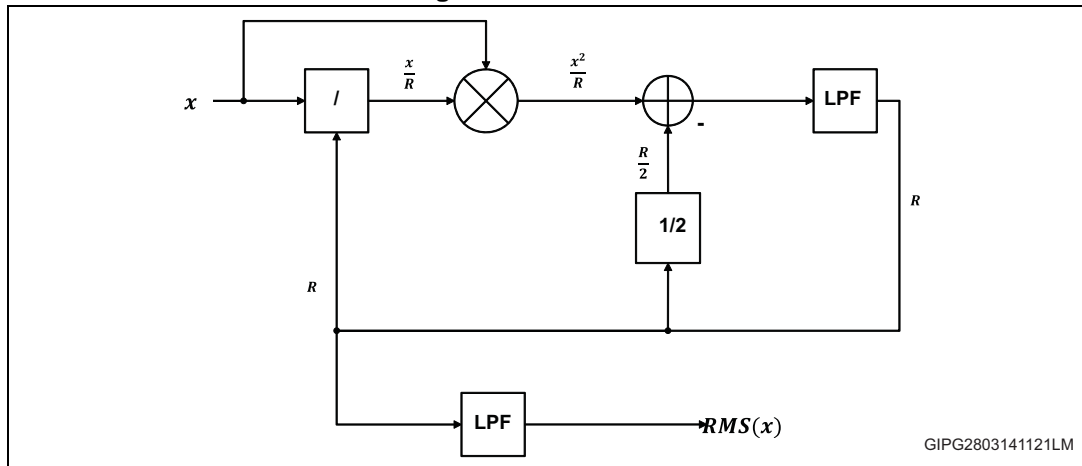 x
/
x/R
x²/R
-
R/2
1/2
LPF
R
R
LPF
RMS(x)
GIPG2803141121LM